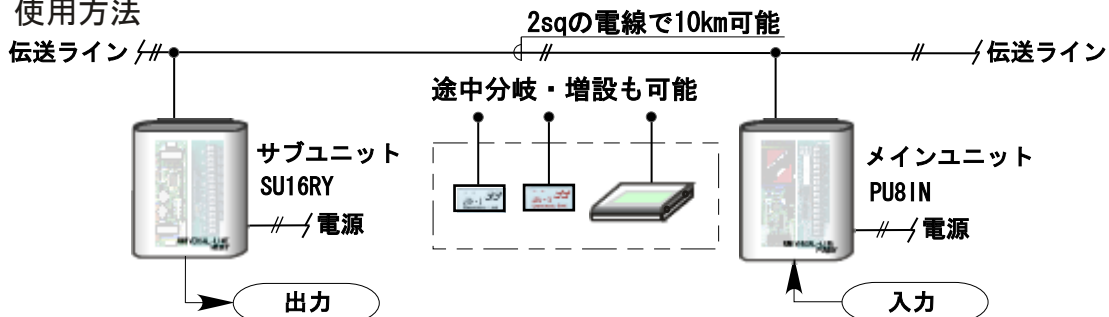 使用方法
2sqの電線で10km可能
伝送ライン
伝送ライン
途中分岐・増設も可能
サブユニット
SU16RY
電源
メインユニット
PU8IN
電源
出力
入力